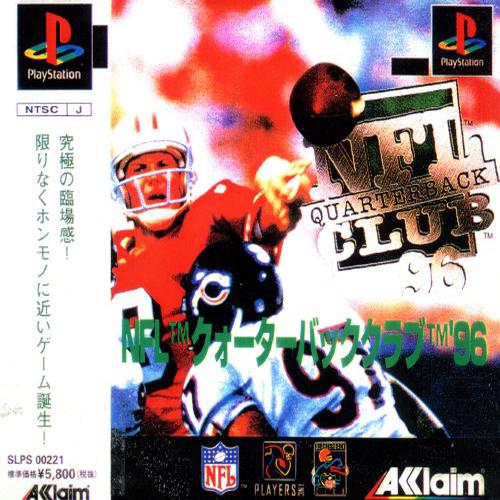 PlayStation
NTSC J
究極の臨場感!
限りなくホンモノに近いゲーム誕生!
SLPS 00221
標準価格¥5,800(税抜)
PlayStation
NFL
QUARTERBACK
CLUB™
96
NFL™クォーターバッククラブ™'96
NFL
PLAYERS
AKlaim